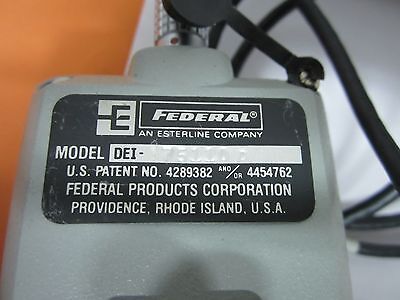 E FEDERAL®
AN ESTERLINE COMPANY
MODEL DEI-
U.S. PATENT NO. 4289382 AND/OR 4454762
FEDERAL PRODUCTS CORPORATION
PROVIDENCE, RHODE ISLAND, U.S.A.